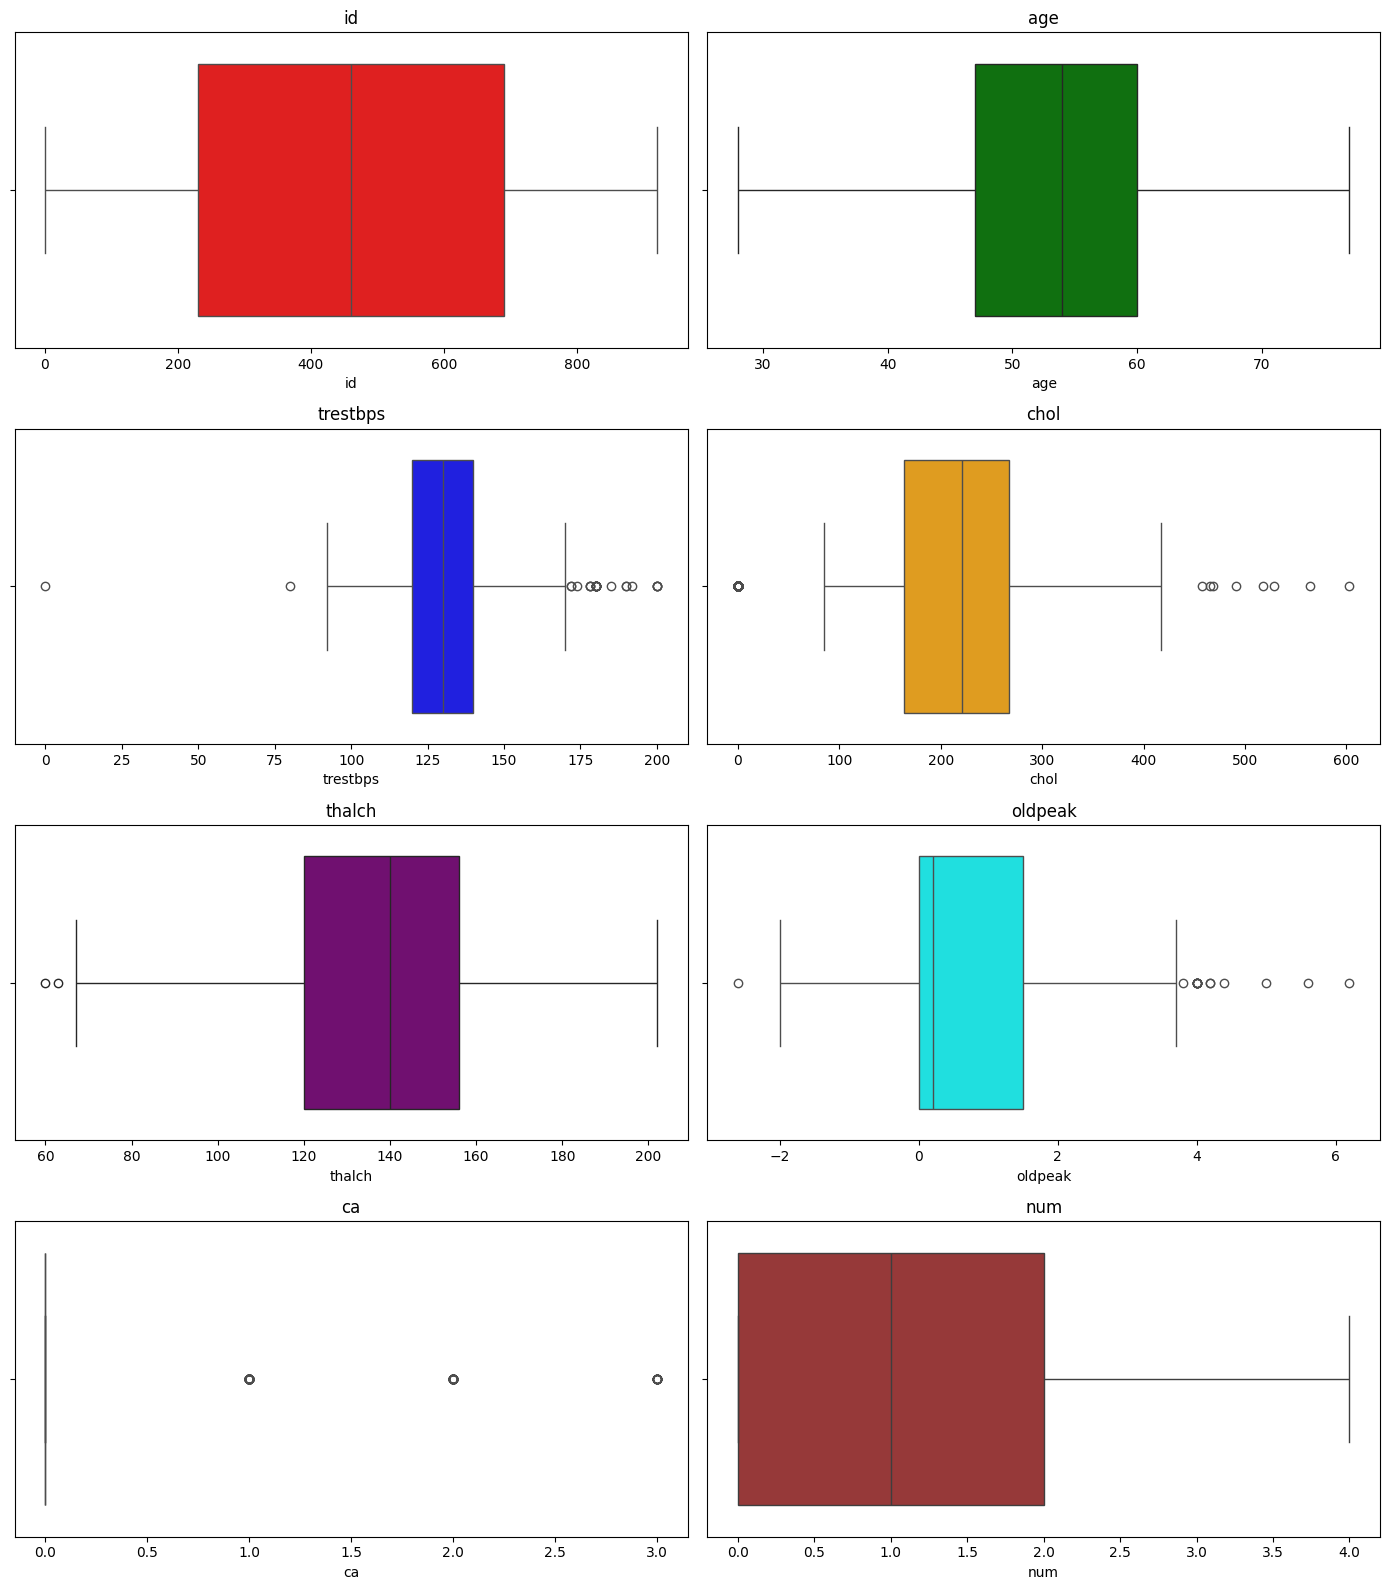 id
0 200 400 600 800
id
age
30 40 50 60 70
age
trestbps
0 25 50 75 100 125 150 175 200
trestbps
chol
0 100 200 300 400 500 600
chol
thalch
60 80 100 120 140 160 180 200
thalch
oldpeak
−2 0 2 4 6
oldpeak
ca
0.0 0.5 1.0 1.5 2.0 2.5 3.0
ca
num
0.0 0.5 1.0 1.5 2.0 2.5 3.0 3.5 4.0
num